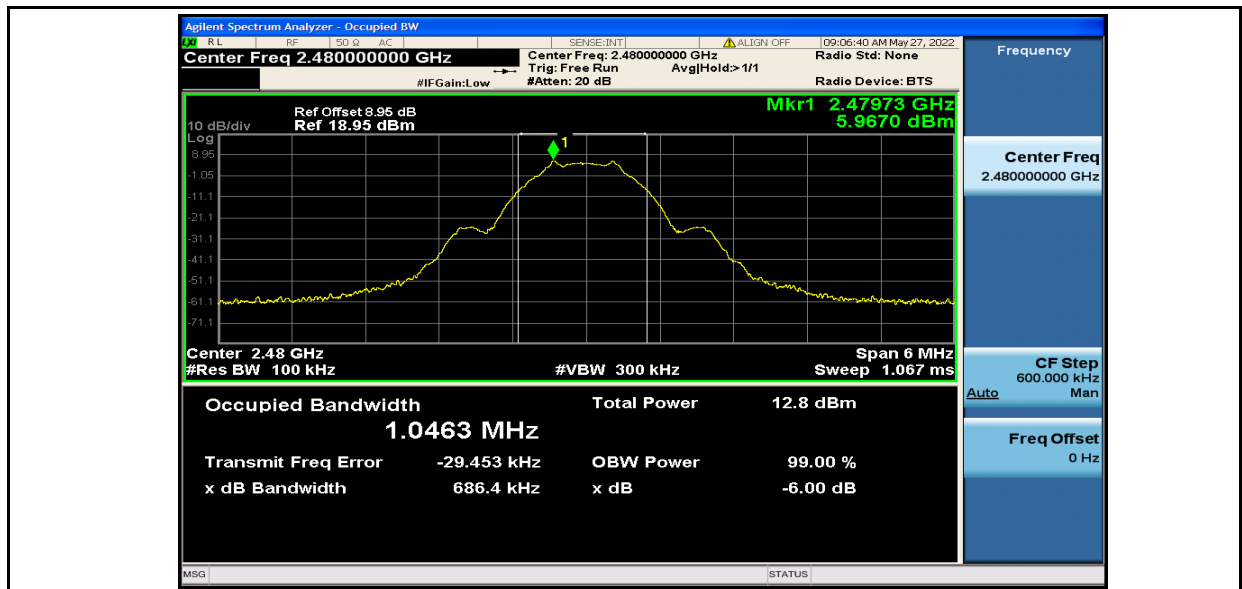 Agilent Spectrum Analyzer - Occupied BW
LXI RL RF 50 Ω AC SENSE:INT ALIGN OFF 09:06:40 AM May 27, 2022
Center Freq 2.480000000 GHz
Center Freq: 2.480000000 GHz
Radio Std: None
Trig: Free Run Avg|Hold:>1/1
#IFGain:Low
#Atten: 20 dB
Radio Device: BTS
Mkr1 2.47973 GHz
5.9670 dBm
Ref Offset 8.95 dB
10 dB/div Ref 18.95 dBm
Log
1
8.95
-1.05
-11.1
-21.1
-31.1
-41.1
-51.1
-61.1
-71.1
Center 2.48 GHz Span 6 MHz
#Res BW 100 kHz #VBW 300 kHz Sweep 1.067 ms
Occupied Bandwidth Total Power 12.8 dBm
1.0463 MHz
Transmit Freq Error -29.453 kHz OBW Power 99.00 %
x dB Bandwidth 686.4 kHz x dB -6.00 dB
MSG STATUS
Frequency
Center Freq
2.480000000 GHz
CF Step
600.000 kHz
Auto Man
Freq Offset
0 Hz